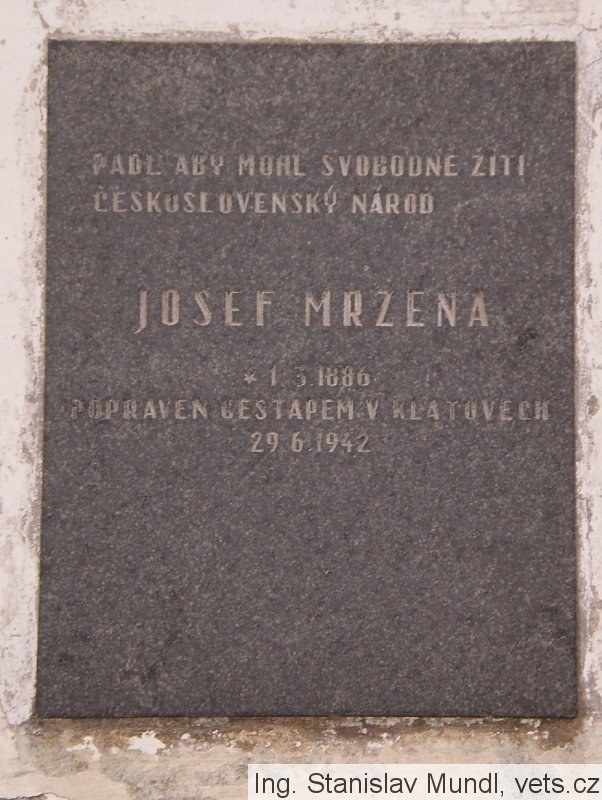 PADL ABY MOHL SVOBODNĚ ŽÍTI
ČESKOSLOVENSKÝ NÁROD
JOSEF MRZENA
* 1. 3. 1886
POPRAVEN GESTAPEM V KLATOVECH
29.6.1942
Ing. Stanislav Mundl, vets.cz